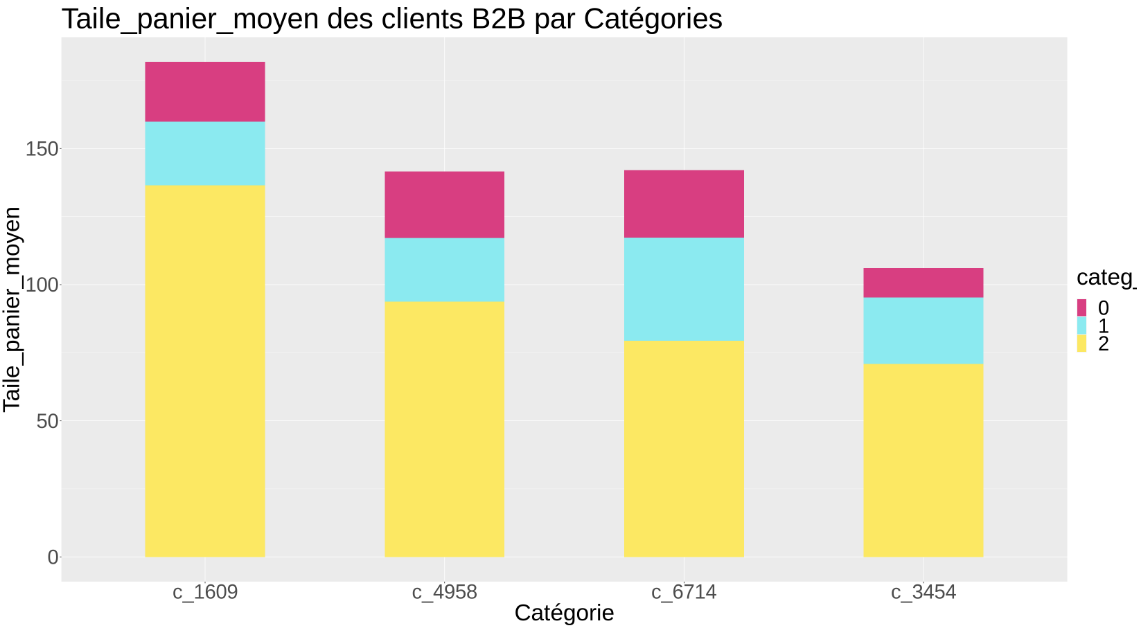 Taile_panier_moyen des clients B2B par Catégories
Taile_panier_moyen
150
100
50
0
c_1609
c_4958
c_6714
c_3454
Catégorie
categ_
0
1
2